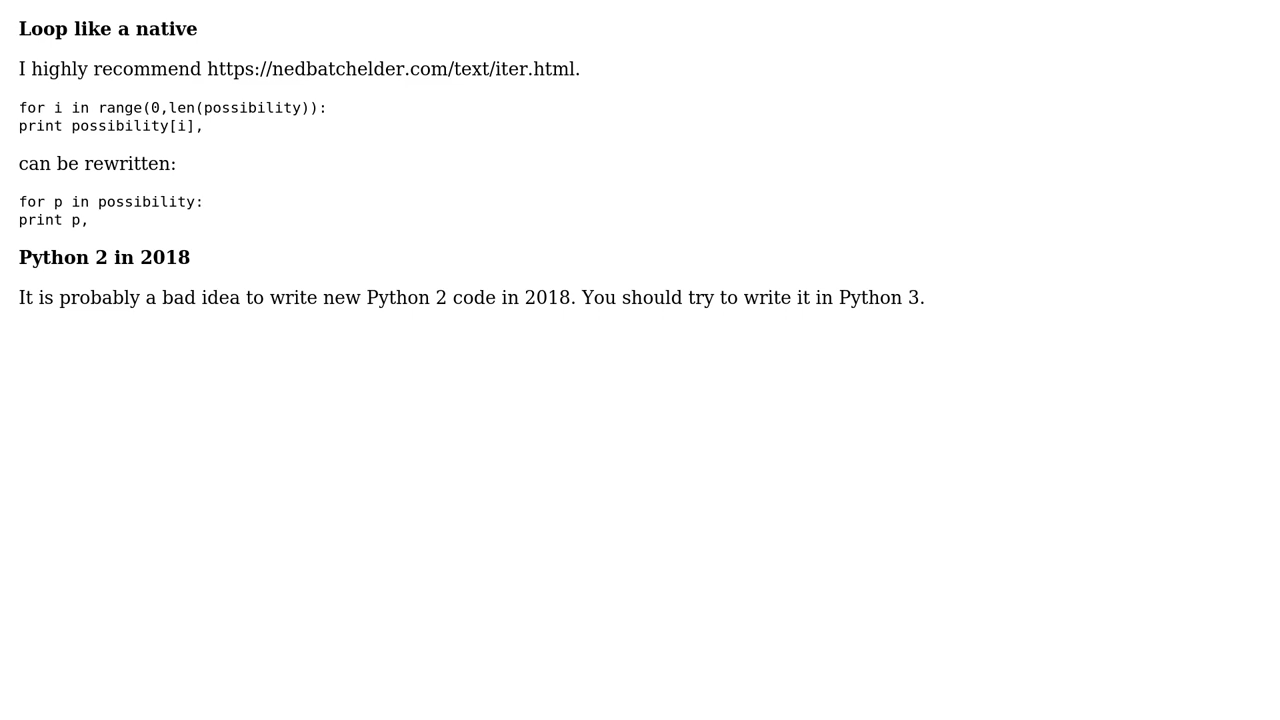 Loop like a native
I highly recommend https://nedbatchelder.com/text/iter.html.
for i in range(0,len(possibility)):
print possibility[i],
can be rewritten:
for p in possibility:
print p,
Python 2 in 2018
It is probably a bad idea to write new Python 2 code in 2018. You should try to write it in Python 3.